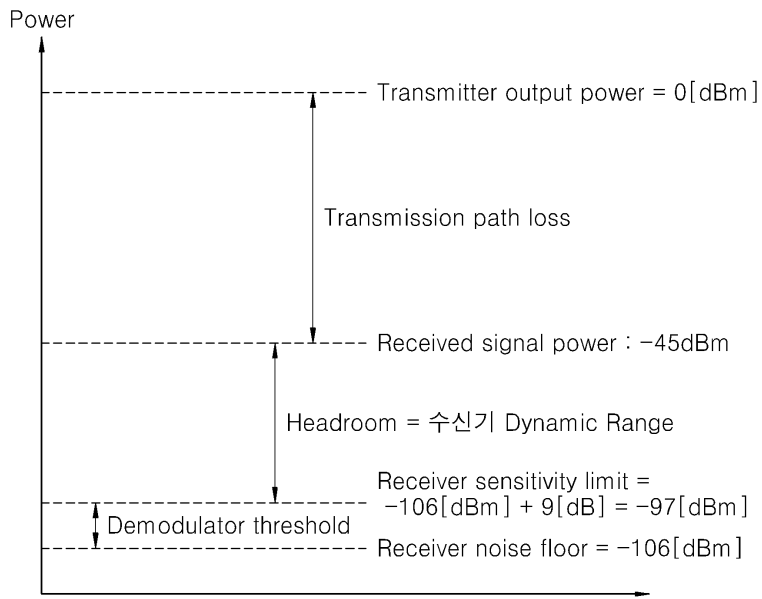 Power
Transmitter output power = 0[dBm]
Transmission path loss
Received signal power : -45dBm
Headroom = 수신기 Dynamic Range
Receiver sensitivity limit =
-106[dBm] + 9[dB] = -97[dBm]
Demodulator threshold
Receiver noise floor = -106[dBm]